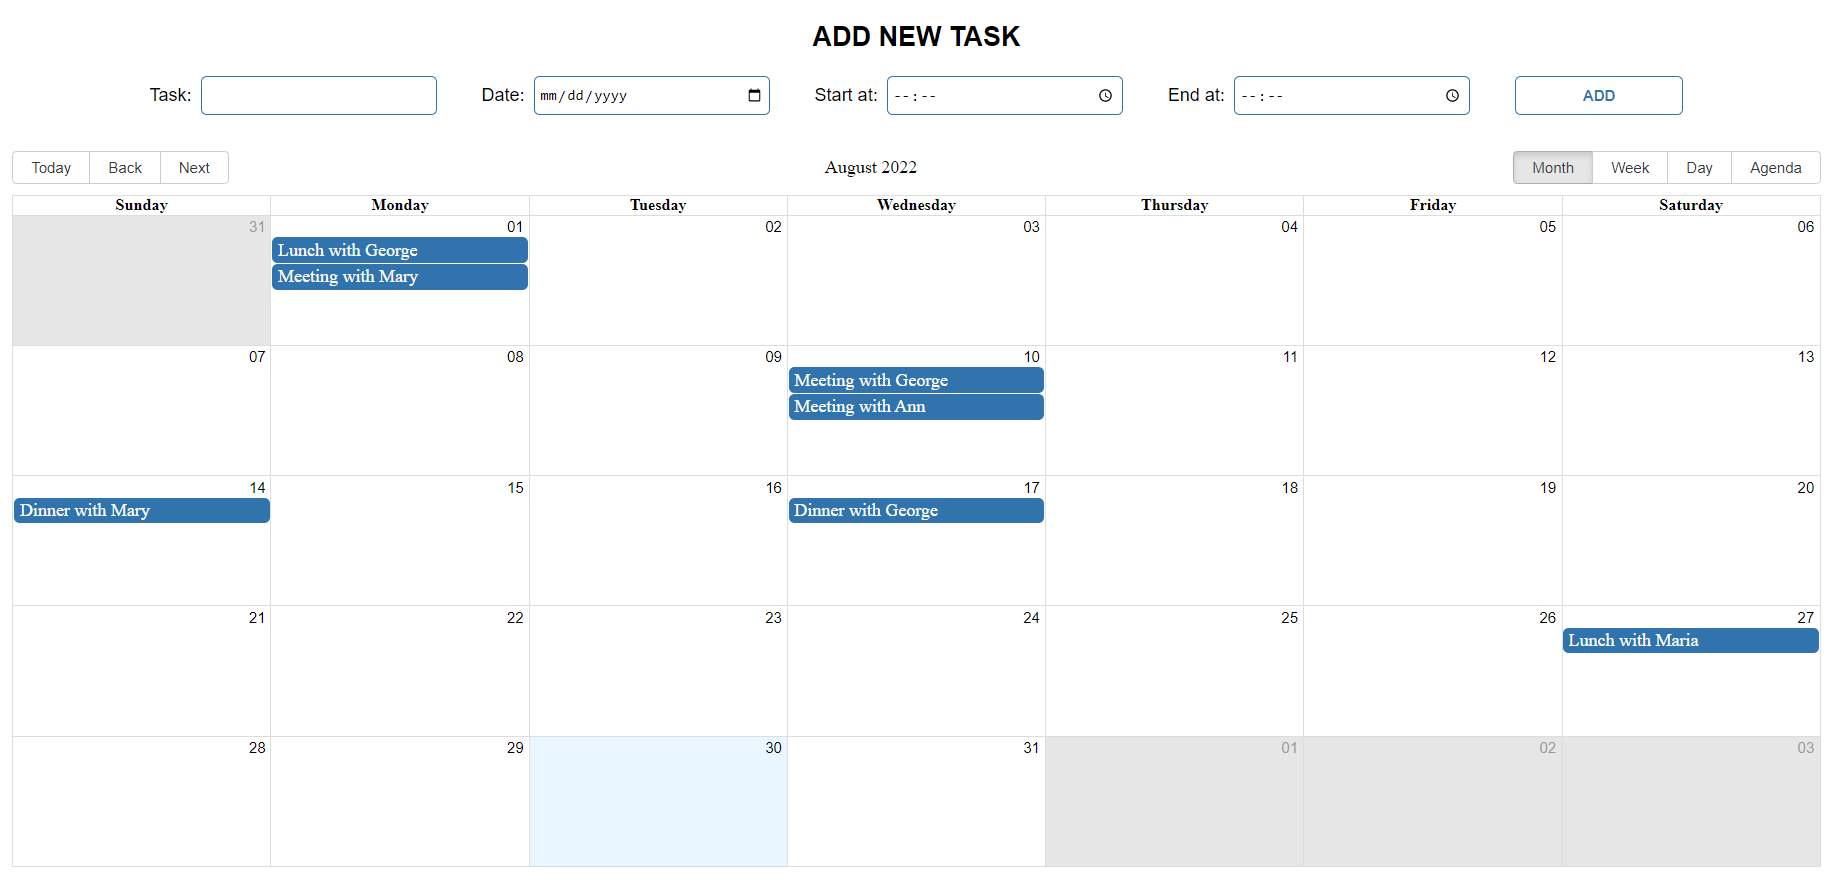 ADD NEW TASK
Task: Date: mm/dd/yyyy Start at: --:-- End at: --:-- ADD
Today Back Next August 2022 Month Week Day Agenda
Sunday Monday Tuesday Wednesday Thursday Friday Saturday
31 01 02 03 04 05 06
Lunch with George
Meeting with Mary
07 08 09 10 11 12 13
Meeting with George
Meeting with Ann
14 15 16 17 18 19 20
Dinner with Mary Dinner with George
21 22 23 24 25 26 27
Lunch with Maria
28 29 30 31 01 02 03